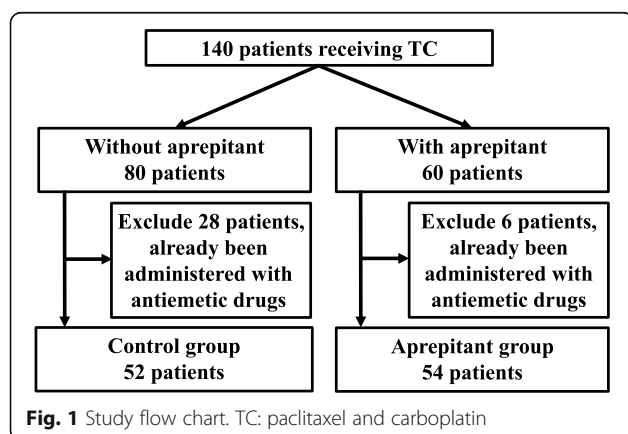 140 patients receiving TC
Without aprepitant
80 patients
With aprepitant
60 patients
Exclude 28 patients,
already been
administered with
antiemetic drugs
Exclude 6 patients,
already been
administered with
antiemetic drugs
Control group
52 patients
Aprepitant group
54 patients
Fig. 1 Study flow chart. TC: paclitaxel and carboplatin